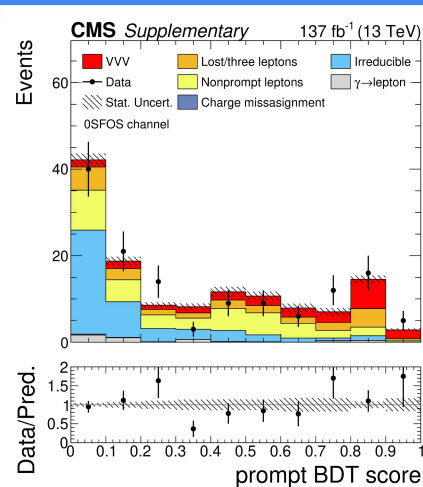 CMS Supplementary 137 fb⁻¹ (13 TeV)
Events
VVV Lost/three leptons Irreducible
Data Nonprompt leptons γ→lepton
Stat. Uncert. Charge missasignment
0SFOS channel
60
40
20
0
Data/Pred.
2
1.5
1
0.5
0
0 0.1 0.2 0.3 0.4 0.5 0.6 0.7 0.8 0.9 1
prompt BDT score